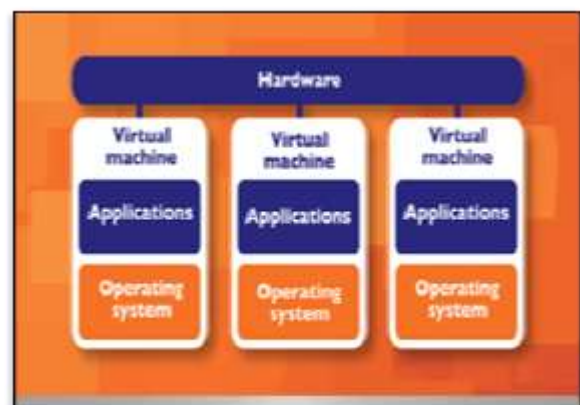 Hardware
Virtual
machine
Applications
Operating
system
Virtual
machine
Applications
Operating
system
Virtual
machine
Applications
Operating
system